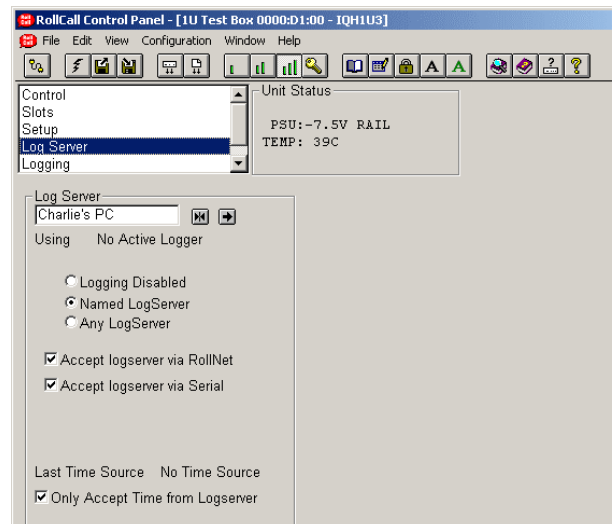 RollCall Control Panel - [1U Test Box 0000:D1:00 - IQH1U3]
File Edit View Configuration Window Help
A A
Control
Slots
Setup
Log Server
Logging
Unit Status
PSU:-7.5V RAIL
TEMP: 39C
Log Server
Charlie's PC
Using No Active Logger
Logging Disabled
Named LogServer
Any LogServer
Accept logserver via RollNet
Accept logserver via Serial
Last Time Source No Time Source
Only Accept Time from Logserver